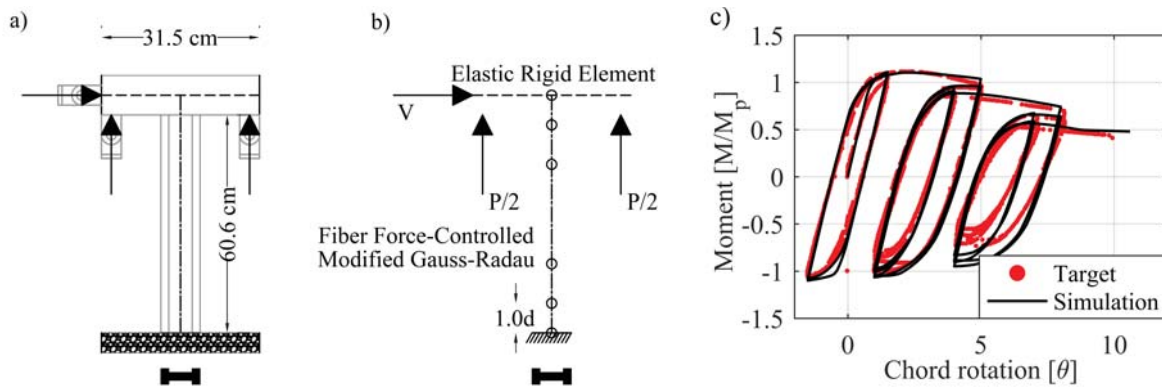 a)
31.5 cm
60.6 cm
b)
Elastic Rigid Element
V
P/2
P/2
Fiber Force-Controlled
Modified Gauss-Radau
1.0d
c)
Moment [M/Mp]
1.5
1
0.5
0
-0.5
-1
-1.5
Target
Simulation
0
5
10
Chord rotation [θ]